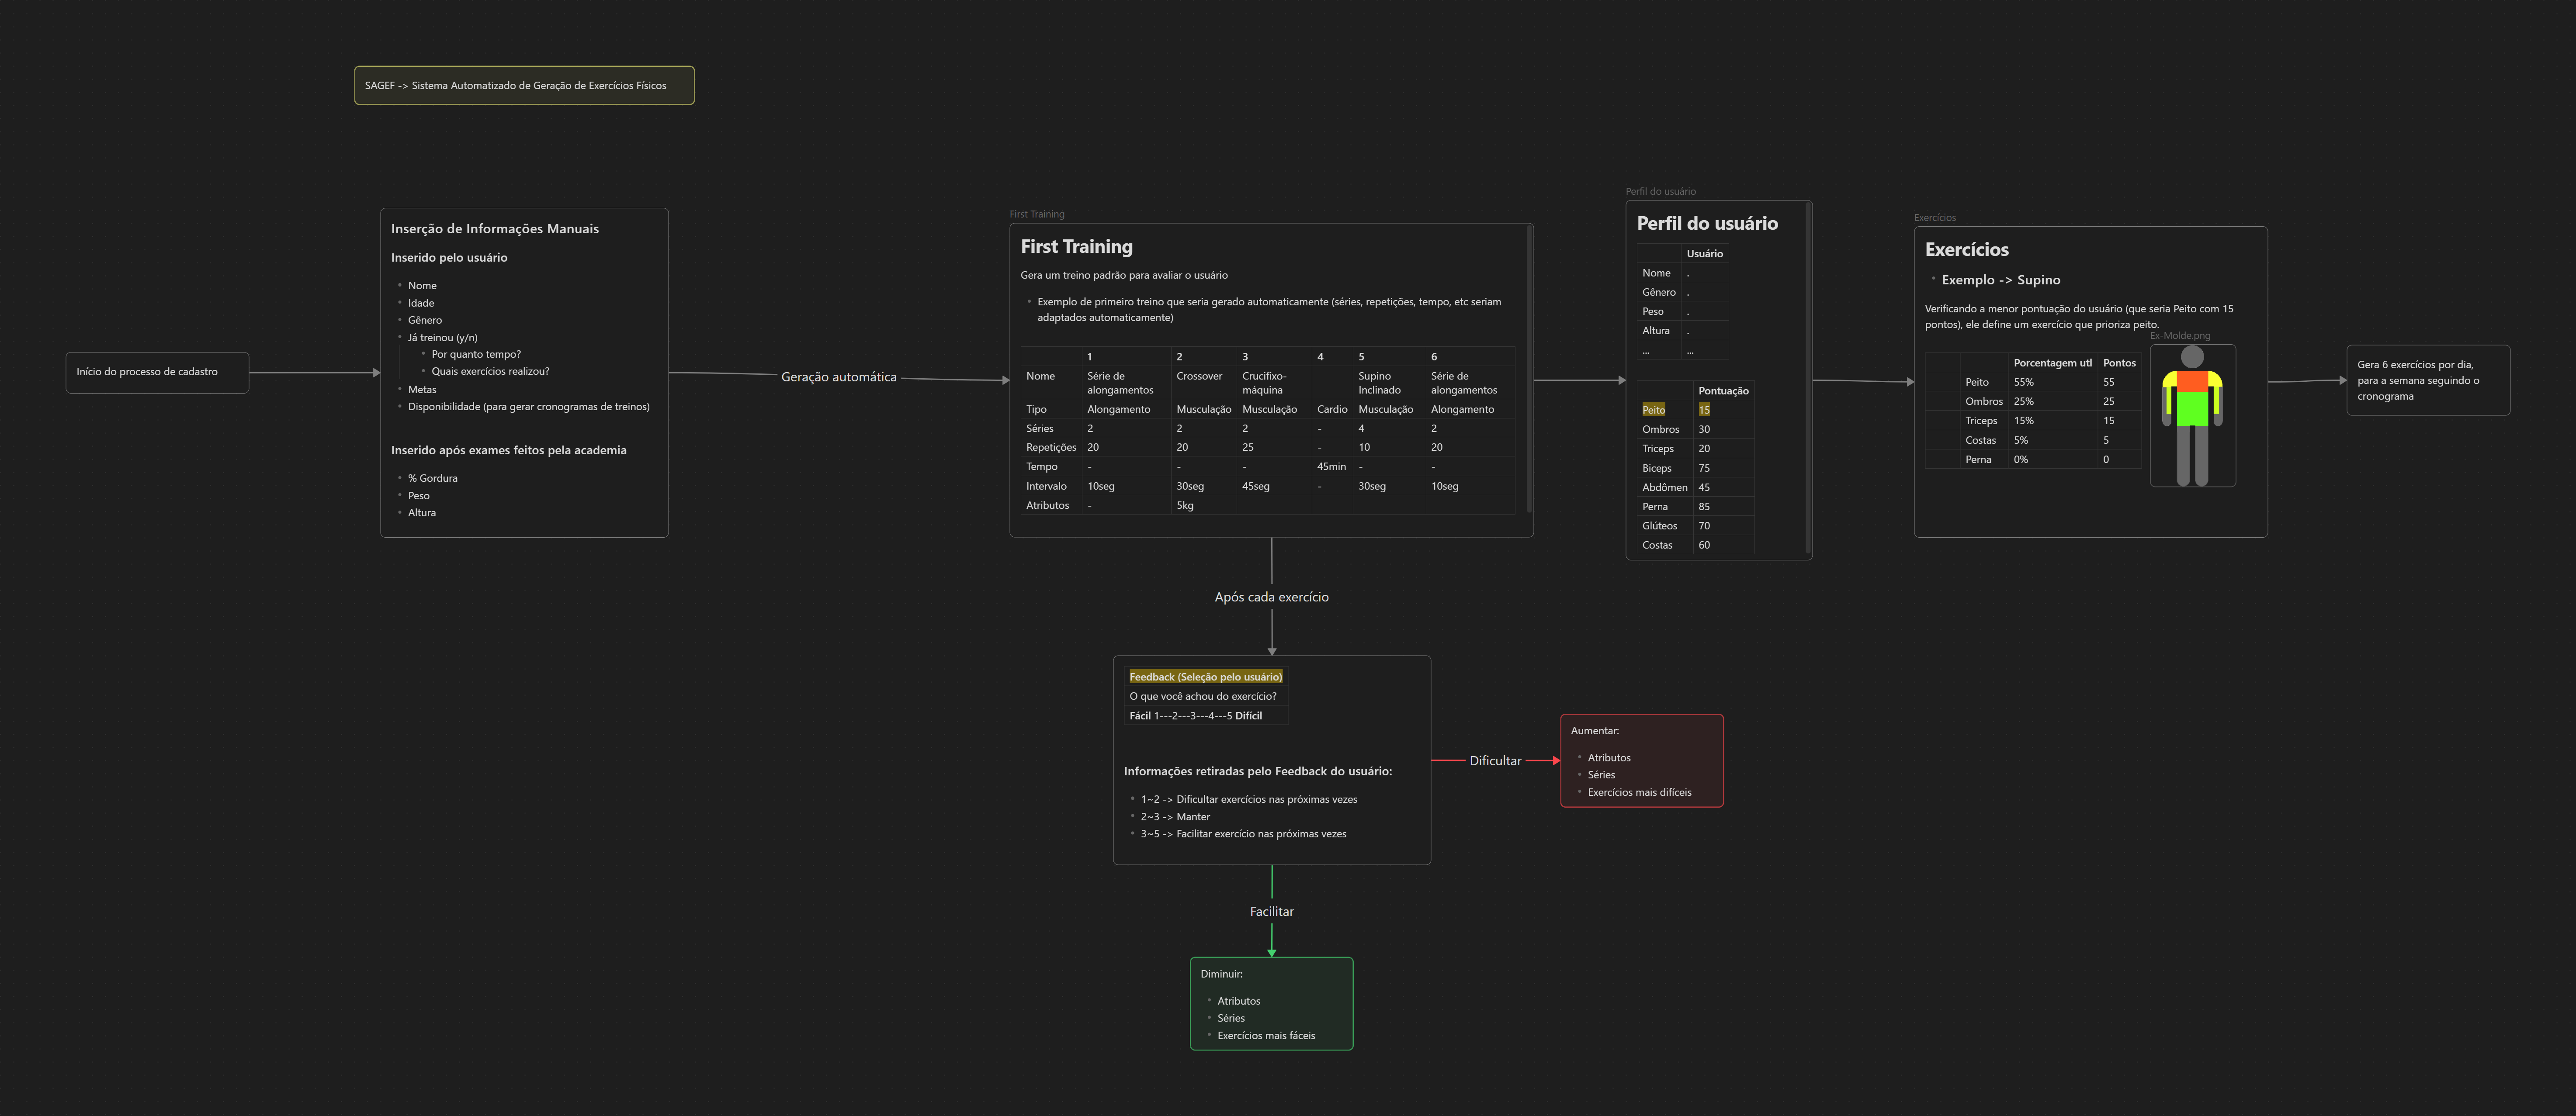 SAGEF -> Sistema Automatizado de Geração de Exercícios Físicos
Início do processo de cadastro
Inserção de Informações Manuais
Inserido pelo usuário
Nome
Idade
Gênero
Já treinou (y/n)
Por quanto tempo?
Quais exercícios realizou?
Metas
Disponibilidade (para gerar cronogramas de treinos)
Inserido após exames feitos pela academia
% Gordura
Peso
Altura
Geração automática
First Training
First Training
Gera um treino padrão para avaliar o usuário
Exemplo de primeiro treino que seria gerado automaticamente (séries, repetições, tempo, etc seriam
adaptados automaticamente)
1 2 3 4 5 6
Nome Série de alongamentos Crossover Crucifixo-máquina Supino Inclinado Série de alongamentos
Tipo Alongamento Musculação Musculação Cardio Musculação Alongamento
Séries 2 2 2 - 4 2
Repetições 20 20 25 - 10 20
Tempo - - - 45min - -
Intervalo 10seg 30seg 45seg - 30seg 10seg
Atributos - 5kg
Após cada exercício
Feedback (Seleção pelo usuário)
O que você achou do exercício?
Fácil 1---2---3---4---5 Difícil
Informações retiradas pelo Feedback do usuário:
1~2 -> Dificultar exercícios nas próximas vezes
2~3 -> Manter
3~5 -> Facilitar exercício nas próximas vezes
Dificultar
Aumentar:
Atributos
Séries
Exercícios mais difíceis
Facilitar
Diminuir:
Atributos
Séries
Exercícios mais fáceis
Perfil do usuário
Perfil do usuário
Usuário
Nome .
Gênero .
Peso .
Altura .
... ...
Pontuação
Peito 15
Ombros 30
Triceps 20
Biceps 75
Abdômen 45
Perna 85
Glúteos 70
Costas 60
Exercícios
Exercícios
Exemplo -> Supino
Verificando a menor pontuação do usuário (que seria Peito com 15
pontos), ele define um exercício que prioriza peito.
Ex-Molde.png
Porcentagem utl Pontos
Peito 55% 55
Ombros 25% 25
Triceps 15% 15
Costas 5% 5
Perna 0% 0
Gera 6 exercícios por dia,
para a semana seguindo o
cronograma